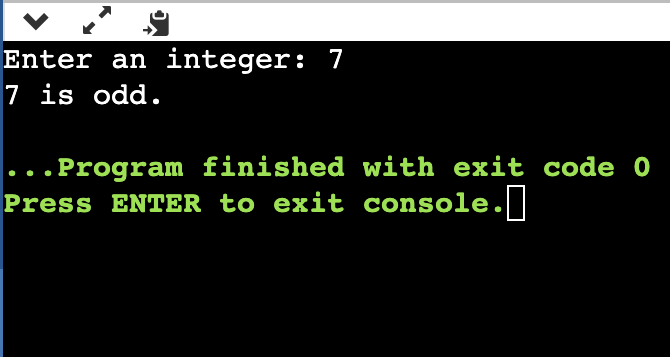 Enter an integer: 7
7 is odd.
...Program finished with exit code 0
Press ENTER to exit console.